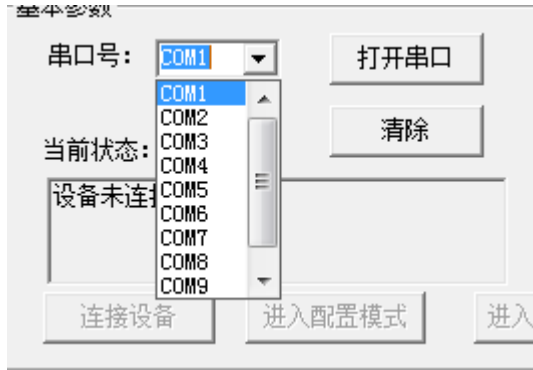 基本参数
串口号: COM1 打开串口
COM1
COM2
清除
COM3
当前状态:
COM4
设备未连
COM5
COM6
COM7
COM8
COM9
连接设备 进入配置模式 进入